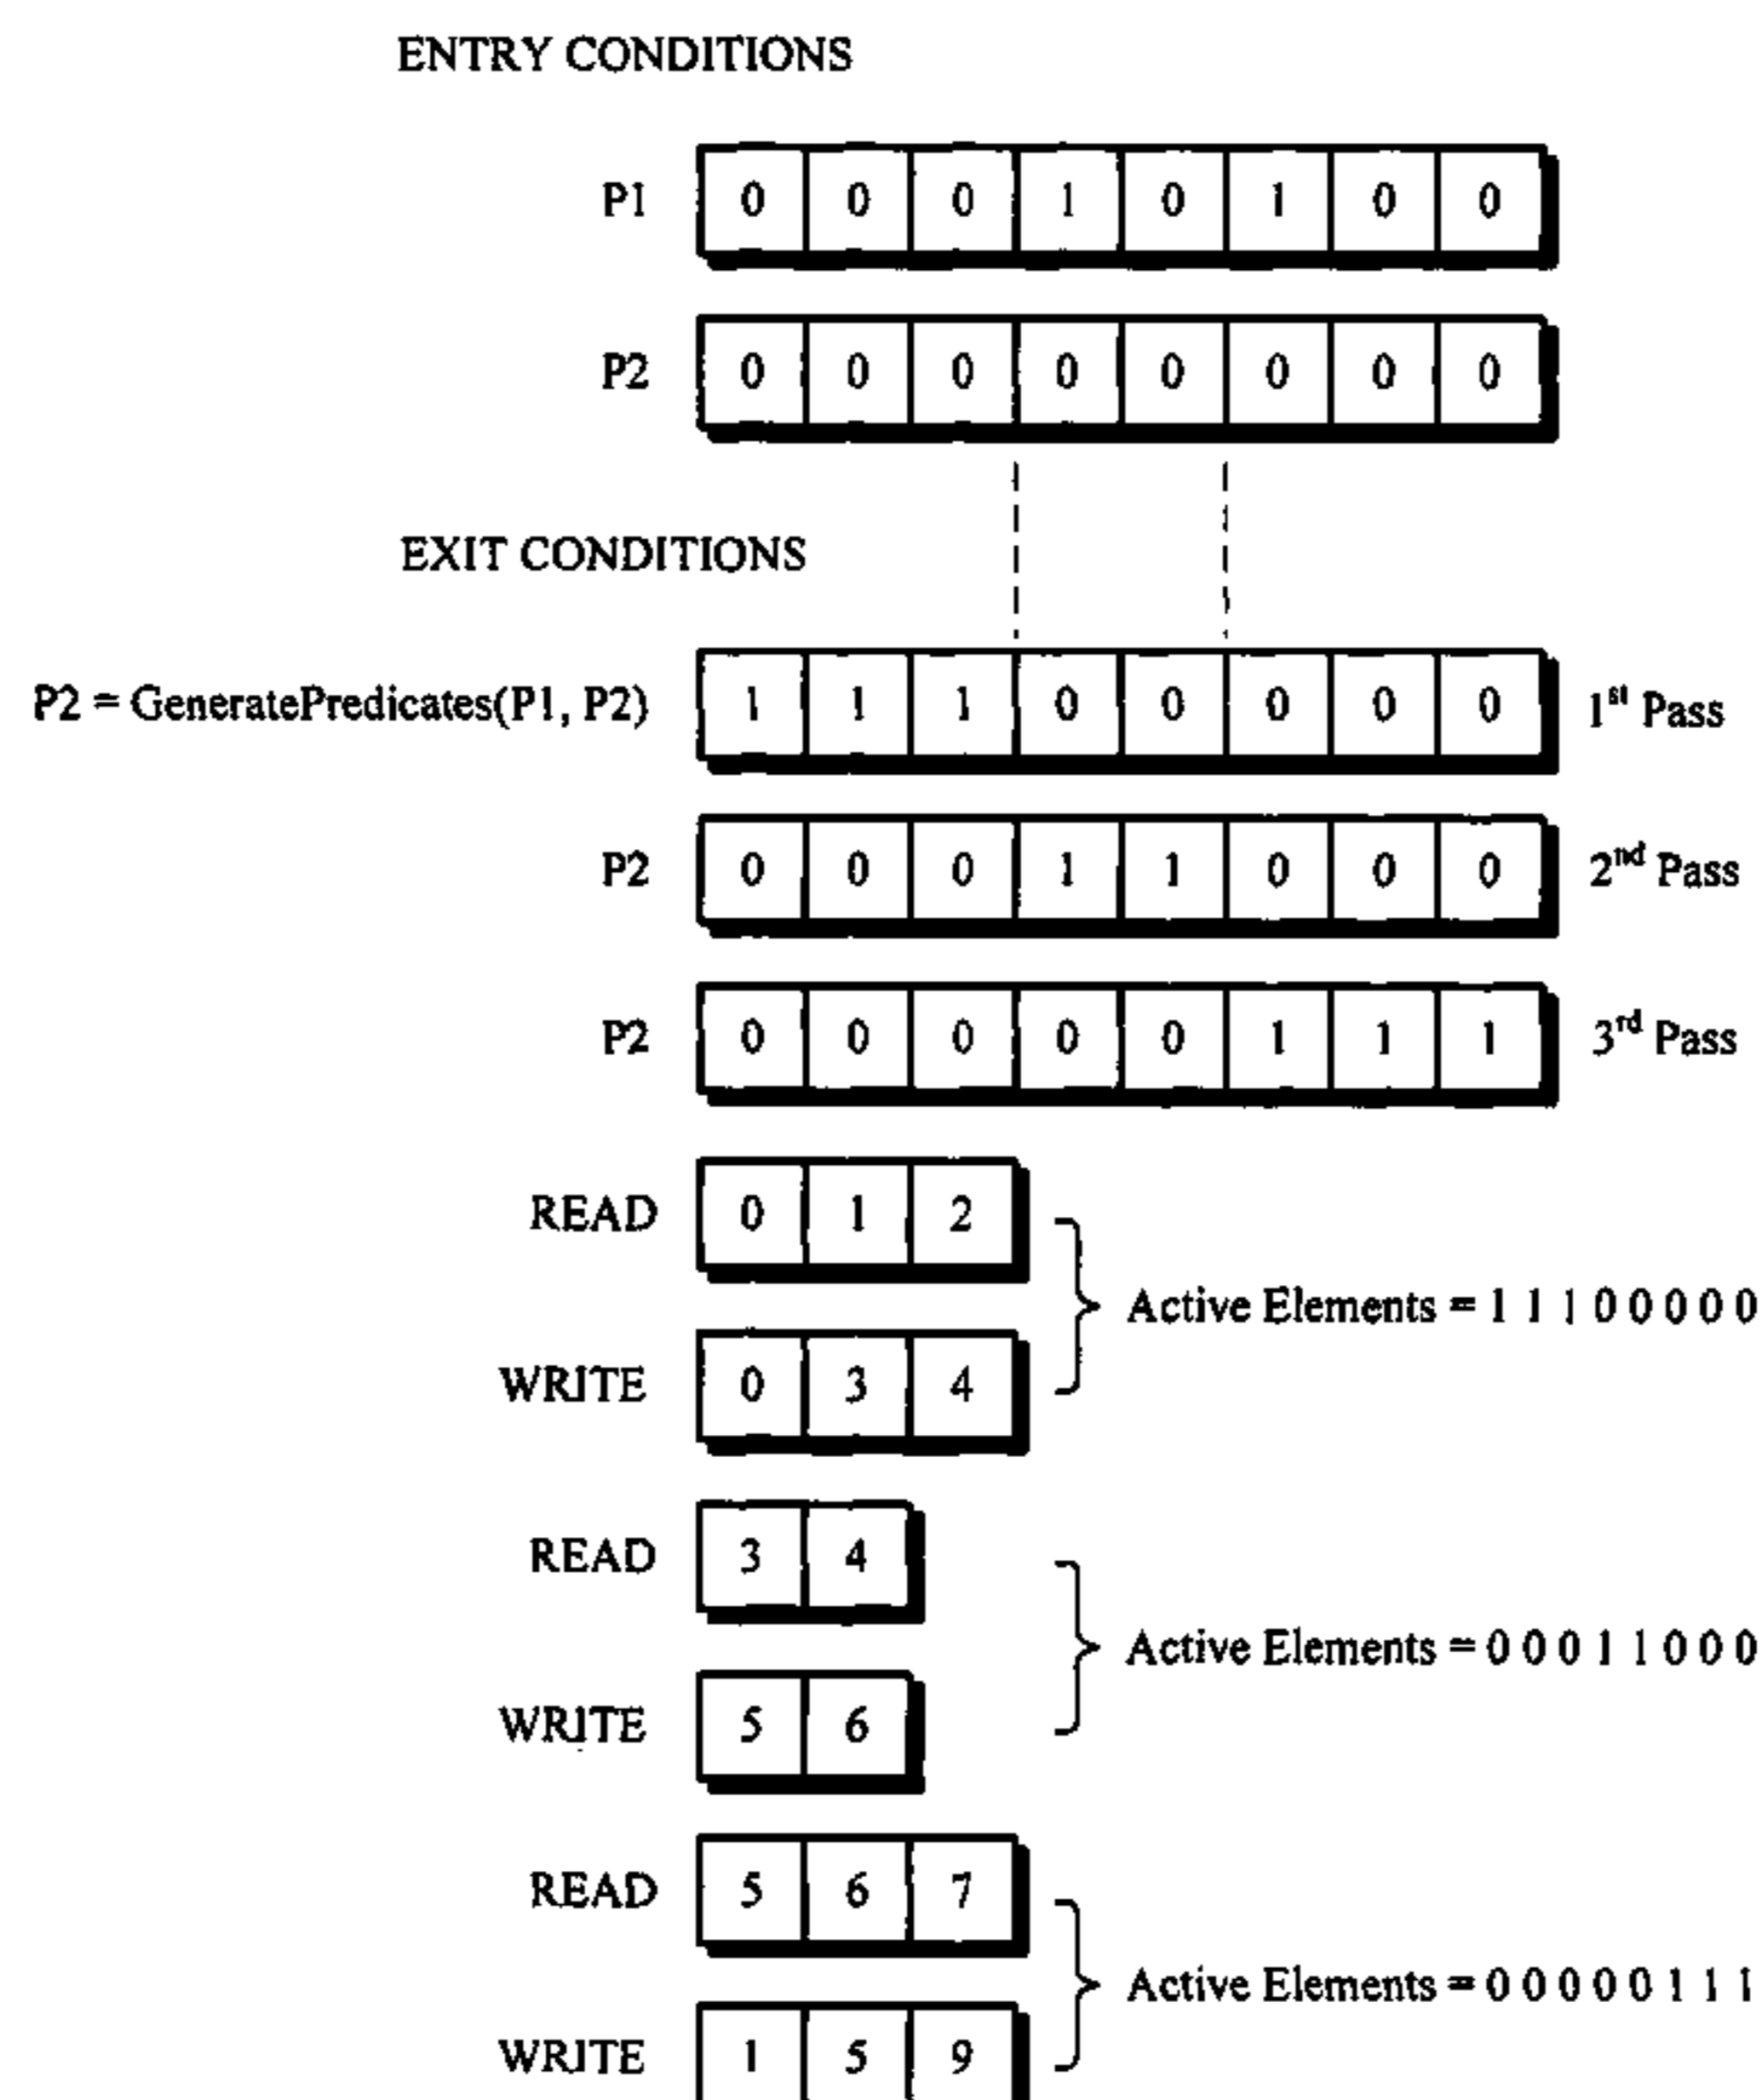 ENTRY CONDITIONS
P1 0 0 0 1 0 1 0 0
P2 0 0 0 0 0 0 0 0
EXIT CONDITIONS
P2 = GeneratePredicates(P1, P2) 1 1 1 0 0 0 0 0 1st Pass
P2 0 0 0 1 1 0 0 0 2nd Pass
P2 0 0 0 0 0 1 1 1 3rd Pass
READ 0 1 2
Active Elements = 1 1 1 0 0 0 0 0
WRITE 0 3 4
READ 3 4
Active Elements = 0 0 0 1 1 0 0 0
WRITE 5 6
READ 5 6 7
Active Elements = 0 0 0 0 0 1 1 1
WRITE 1 5 9